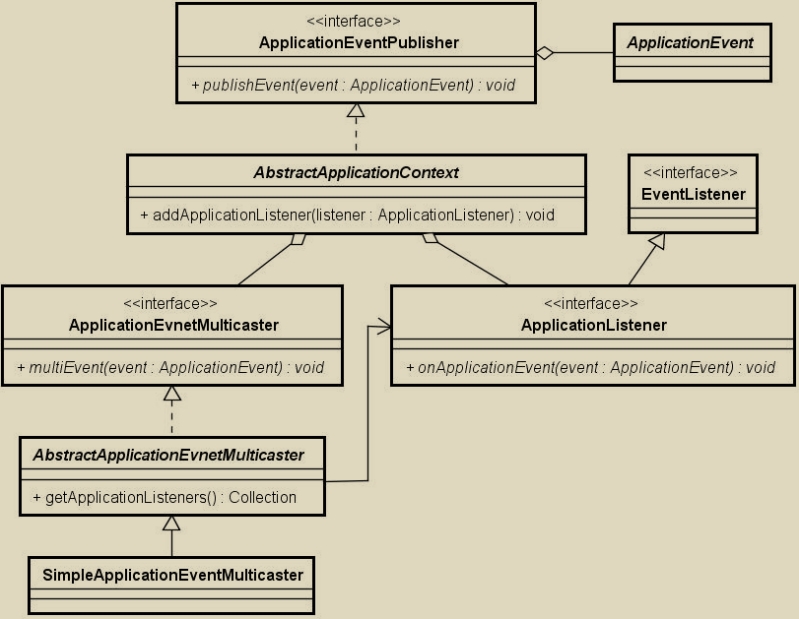 <<interface>>
ApplicationEventPublisher
+ publishEvent(event : ApplicationEvent) : void
ApplicationEvent
AbstractApplicationContext
+ addApplicationListener(listener : ApplicationListener) : void
<<interface>>
EventListener
<<interface>>
ApplicationEvnetMulticaster
+ multiEvent(event : ApplicationEvent) : void
<<interface>>
ApplicationListener
+ onApplicationEvent(event : ApplicationEvent) : void
AbstractApplicationEvnetMulticaster
+ getApplicationListeners() : Collection
SimpleApplicationEventMulticaster